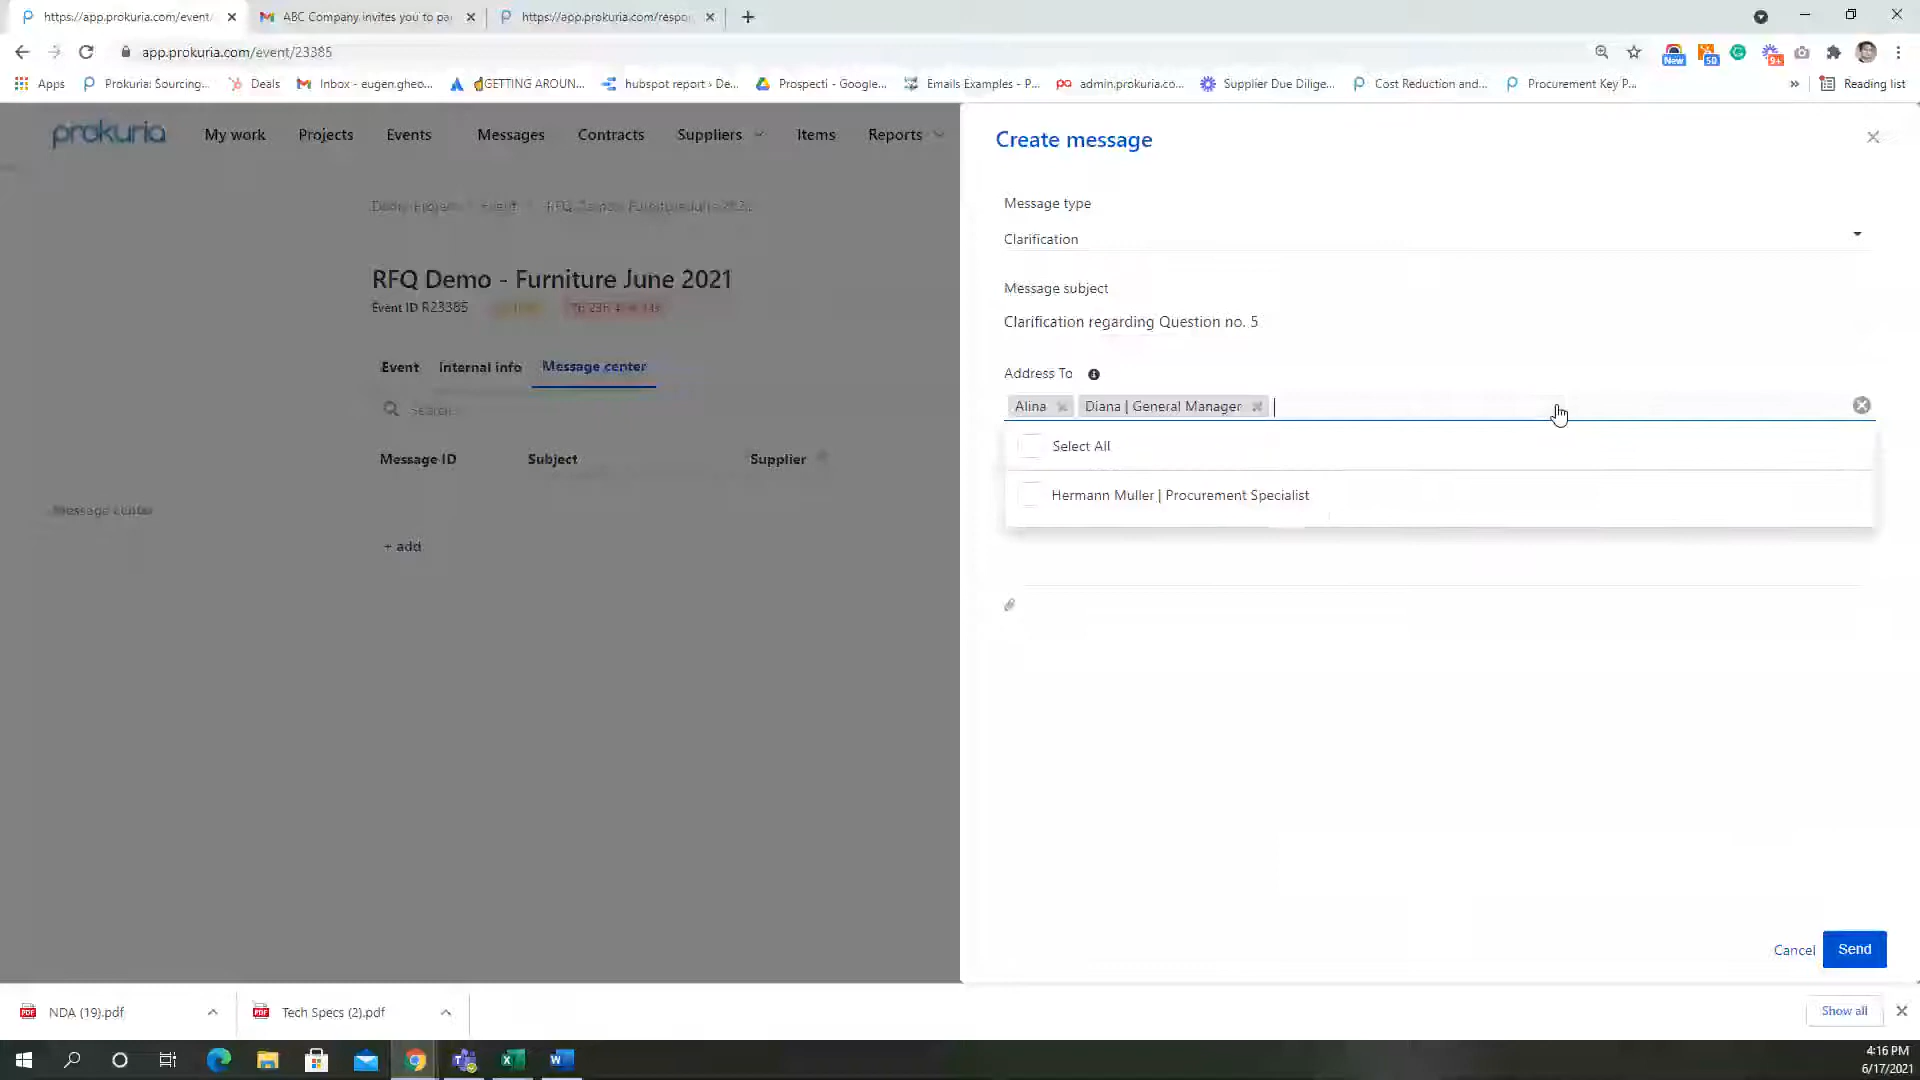 https://app.prokuria.com/event/
ABC Company invites you to pa
https://app.prokuria.com/respo
app.prokuria.com/event/23385
Apps
Prokuria: Sourcing...
Deals
Inbox - eugen.gheo...
GETTING AROUN...
hubspot report › De...
Prospecti - Google...
Emails Examples - P...
admin.prokuria.co...
Supplier Due Dilige...
Cost Reduction and...
Procurement Key P...
»
Reading list
New
50
9+
prokuria
My work
Projects
Events
Messages
Contracts
Suppliers
Items
Reports
Create message
Message type
Clarification
Message subject
Clarification regarding Question no. 5
Address To
Alina
Diana | General Manager
Select All
Hermann Muller | Procurement Specialist
RFQ Demo - Furniture June 2021
Event ID R23385
Event
Internal info
Message center
Search
Message ID
Subject
Supplier
Message center
+ add
Cancel
Send
NDA (19).pdf
Tech Specs (2).pdf
Show all
4:16 PM
6/17/2021